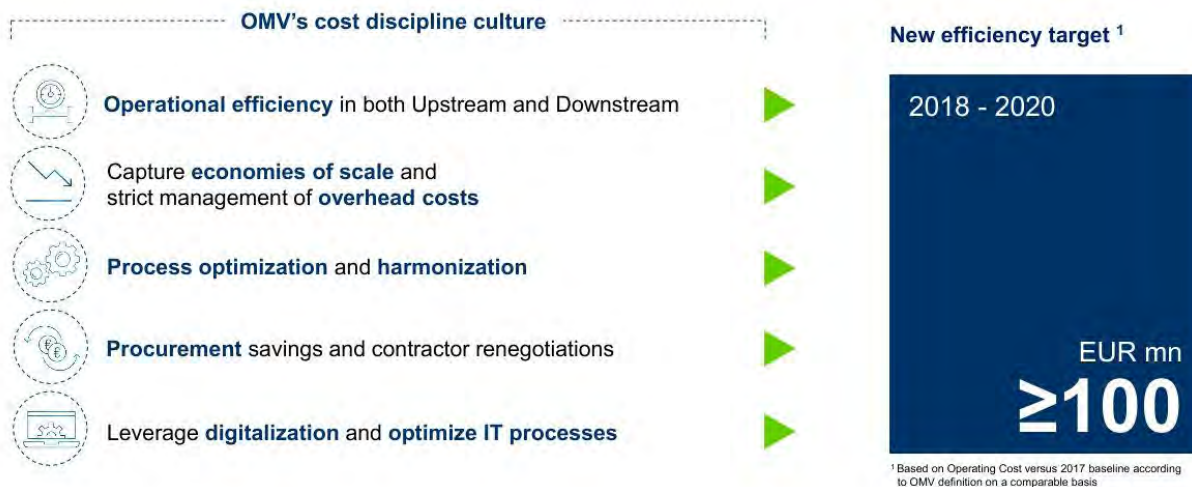 OMV's cost discipline culture
New efficiency target ¹
Operational efficiency in both Upstream and Downstream
Capture economies of scale and
strict management of overhead costs
Process optimization and harmonization
Procurement savings and contractor renegotiations
Leverage digitalization and optimize IT processes
2018 - 2020
EUR mn
≥100
¹ Based on Operating Cost versus 2017 baseline according
to OMV definition on a comparable basis